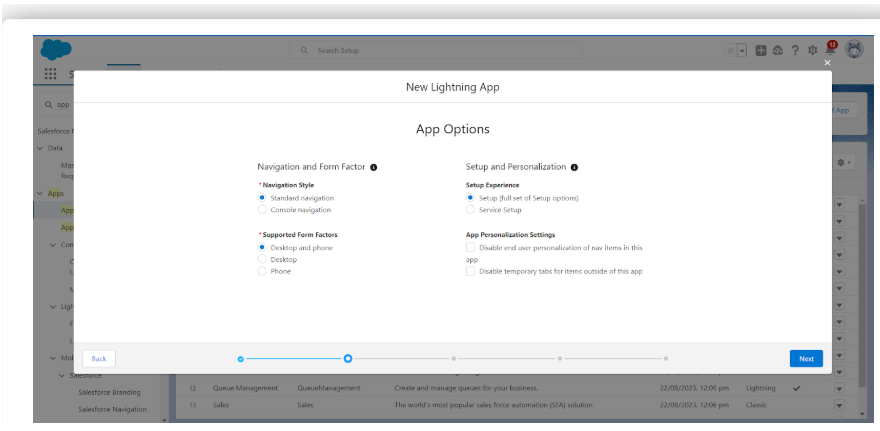 Search Setup
12
New Lightning App
app
App
App Options
Salesforce
Data
Navigation and Form Factor
Setup and Personalization
* Navigation Style
Setup Experience
Apps
Standard navigation
Setup (full set of Setup options)
Console navigation
Service Setup
App
App
* Supported Form Factors
App Personalization Settings
Desktop and phone
Disable end user personalization of nav items in this
Desktop
app
Phone
Disable temporary tabs for items outside of this app
Back
Next
Salesforce
12 Queue Management QueueManagement Create and manage queues for your business. 22/08/2023, 12:06 pm Lightning
Salesforce Branding
13 Sales Sales The world's most popular sales force automation (SFA) solution 22/08/2023, 12:06 pm Classic
Salesforce Navigation